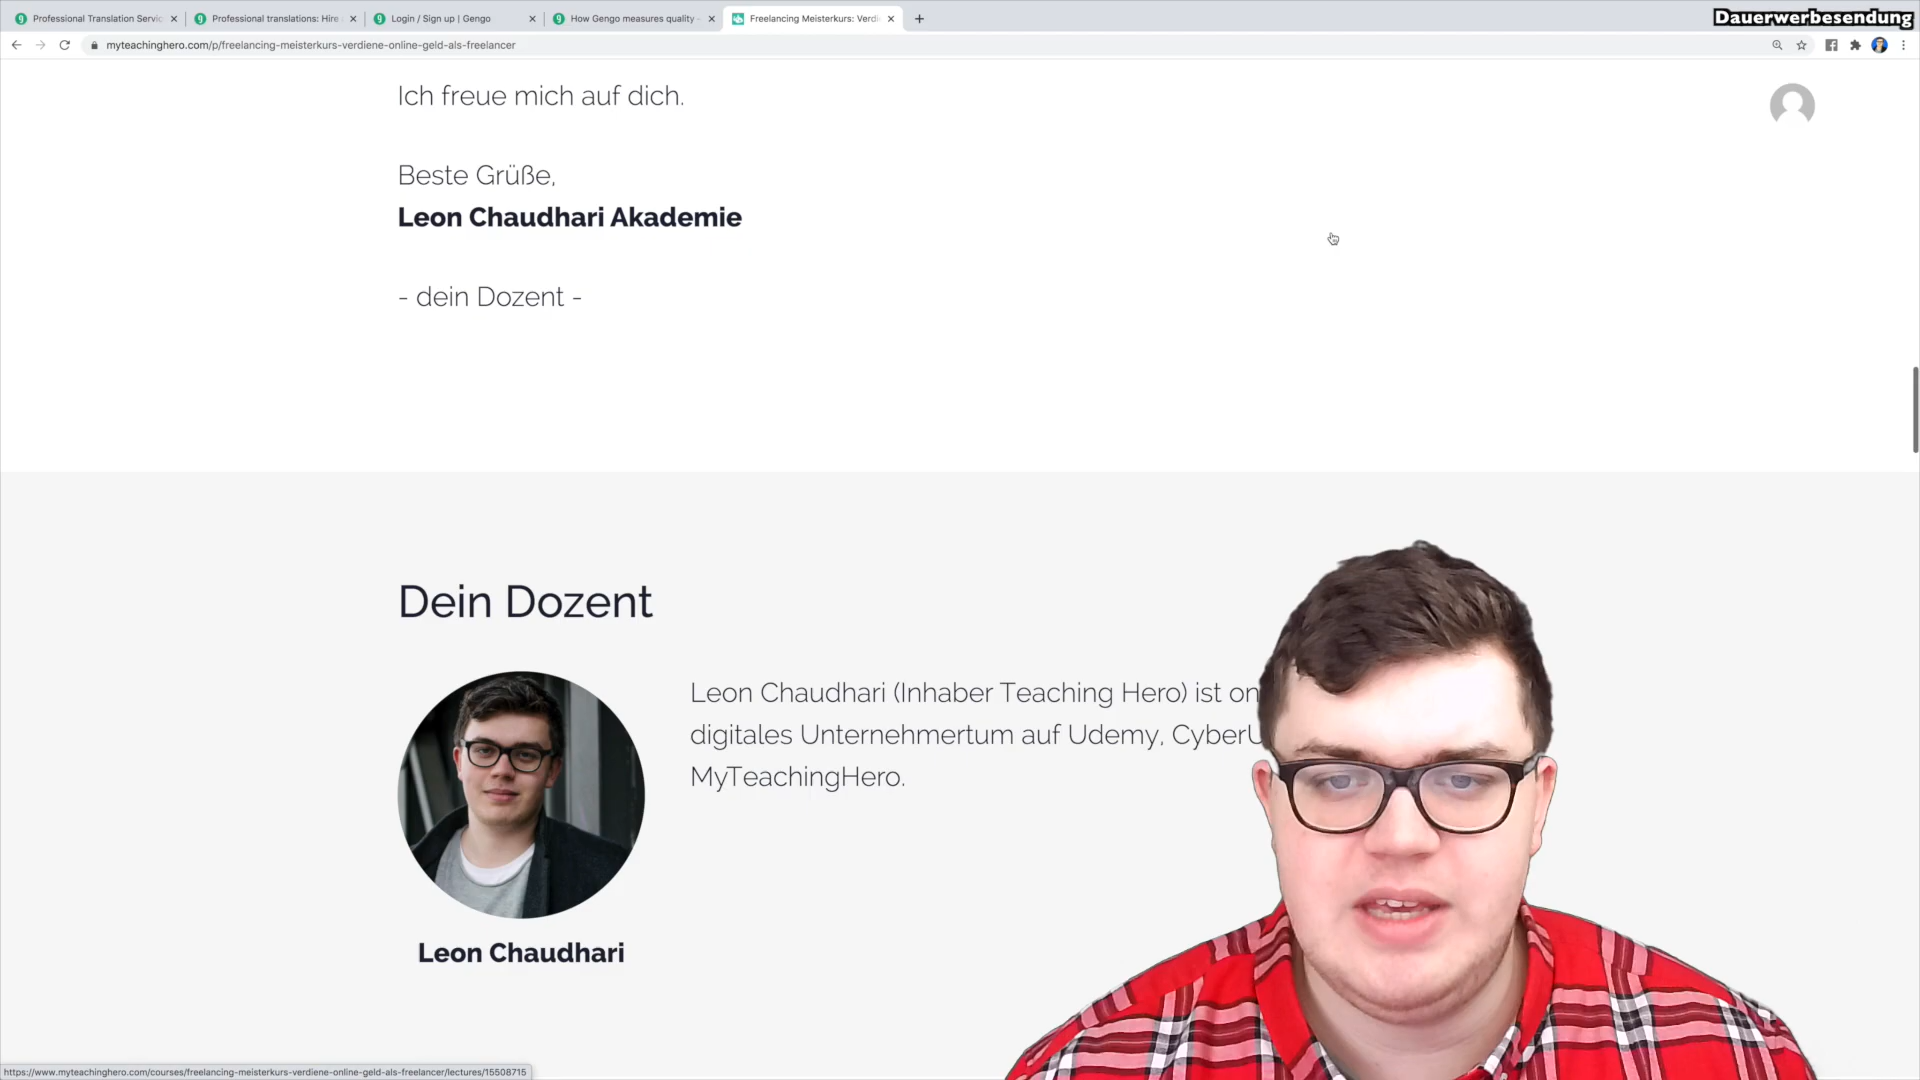 Professional Translation Servic
Professional translations: Hire
Login / Sign up | Gengo
How Gengo measures quality -
Freelancing Meisterkurs: Verdi
Dauerwerbesendung
myteachinghero.com/p/freelancing-meisterkurs-verdiene-online-geld-als-freelancer
Ich freue mich auf dich.
Beste Grüße,
Leon Chaudhari Akademie
- dein Dozent -
Dein Dozent
Leon Chaudhari (Inhaber Teaching Hero) ist on
digitales Unternehmertum auf Udemy, CyberU
MyTeachingHero.
Leon Chaudhari
https://www.myteachinghero.com/courses/freelancing-meisterkurs-verdiene-online-geld-als-freelancer/lectures/15508715